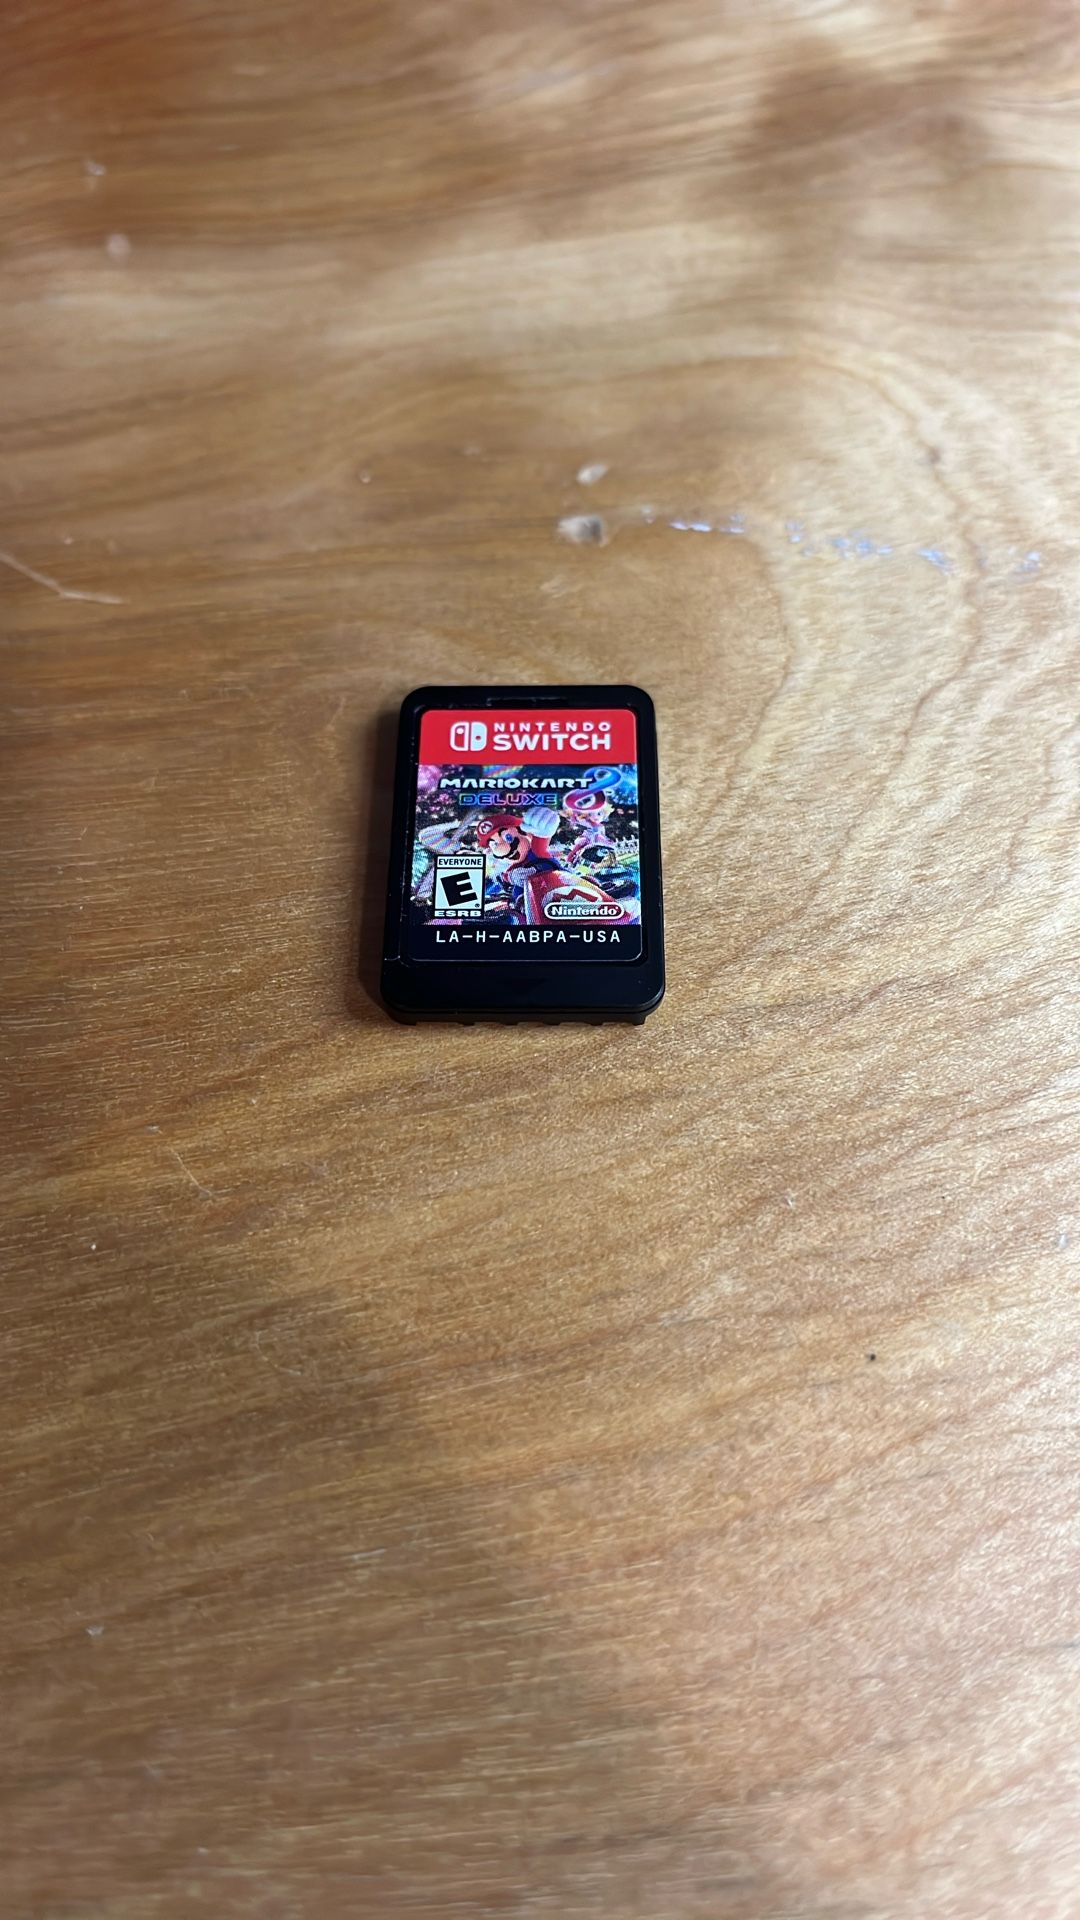 NINTENDO
SWITCH
MARIOKART 8
DELUXE
EVERYONE
E
ESRB
Nintendo
LA-H-AABPA-USA